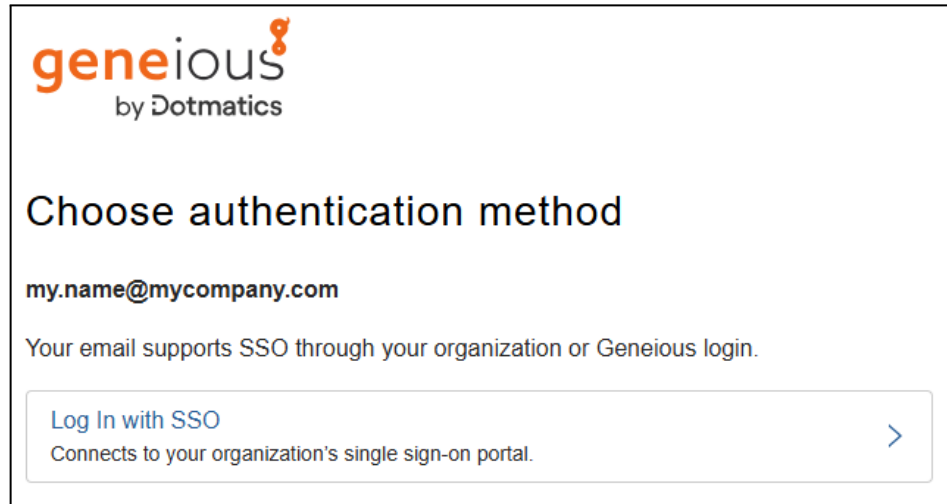 geneious
by Dotmatics
Choose authentication method
my.name@mycompany.com
Your email supports SSO through your organization or Geneious login.
Log In with SSO
Connects to your organization’s single sign-on portal.